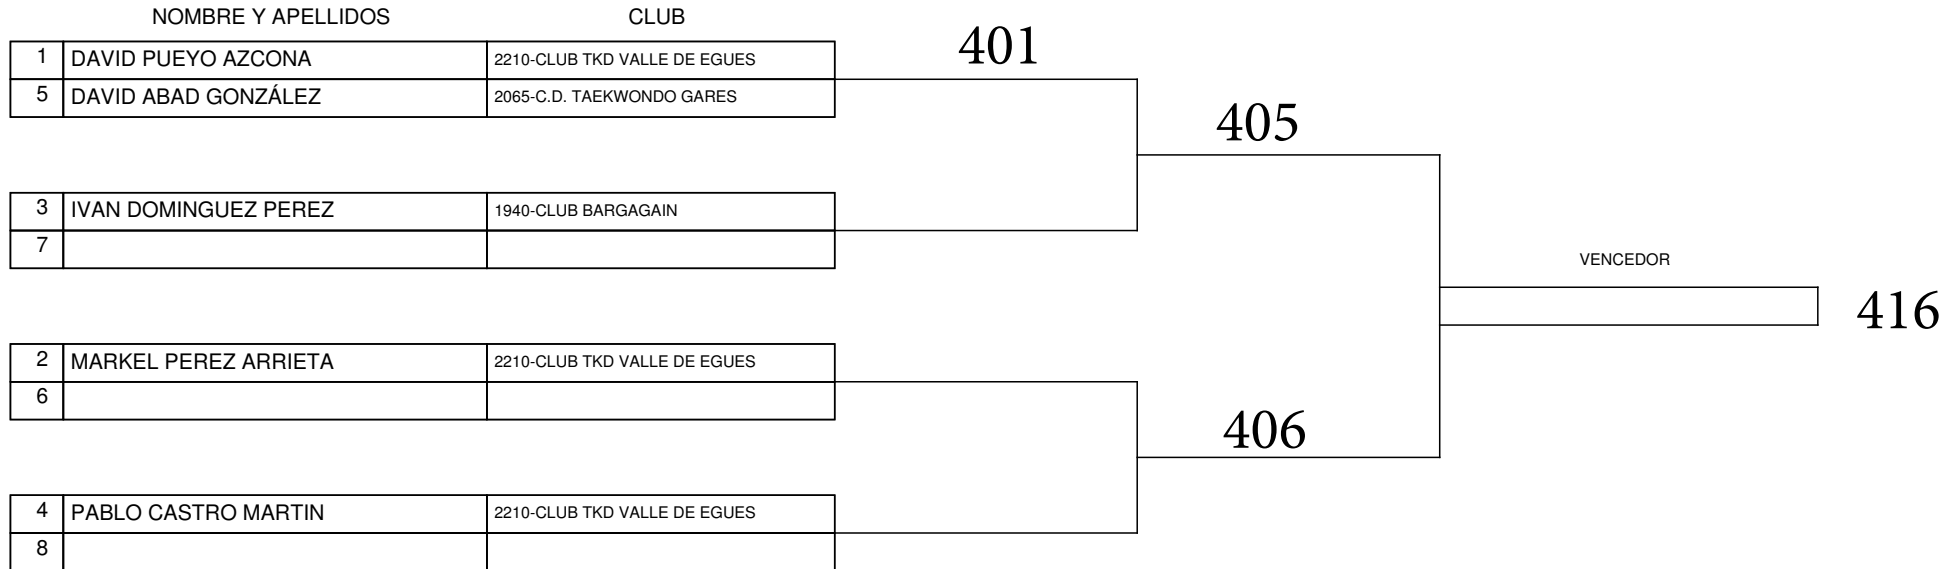 NOMBRE Y APELLIDOS CLUB
1 DAVID PUEYO AZCONA 2210-CLUB TKD VALLE DE EGUES
401
5 DAVID ABAD GONZÁLEZ 2065-C.D. TAEKWONDO GARES
405
3 IVAN DOMINGUEZ PEREZ 1940-CLUB BARGAGAIN
7
VENCEDOR
416
2 MARKEL PEREZ ARRIETA 2210-CLUB TKD VALLE DE EGUES
6
406
4 PABLO CASTRO MARTIN 2210-CLUB TKD VALLE DE EGUES
8